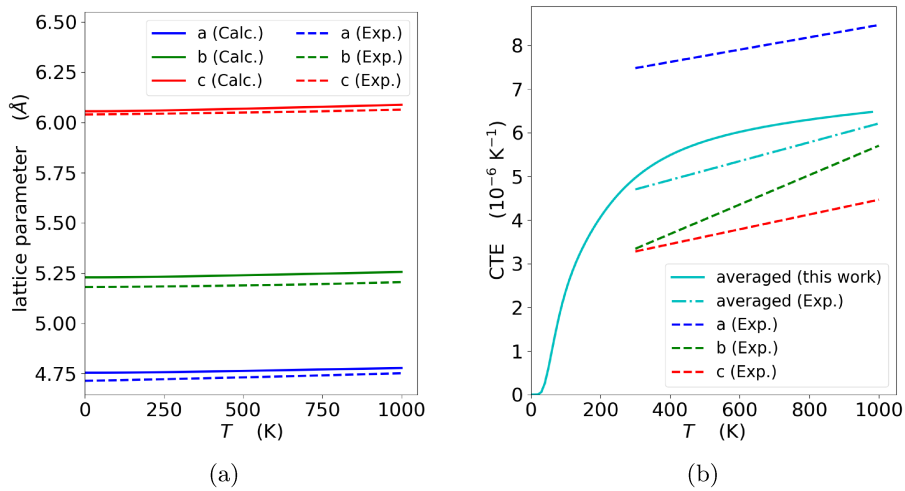 6.50
6.25
6.00
5.75
5.50
5.25
5.00
4.75
lattice parameter (Å)
a (Calc.)
b (Calc.)
c (Calc.)
a (Exp.)
b (Exp.)
c (Exp.)
0 250 500 750 1000
T (K)
(a)
8
7
6
5
4
3
2
1
0
CTE (10⁻⁶ K⁻¹)
averaged (this work)
averaged (Exp.)
a (Exp.)
b (Exp.)
c (Exp.)
0 200 400 600 800 1000
T (K)
(b)